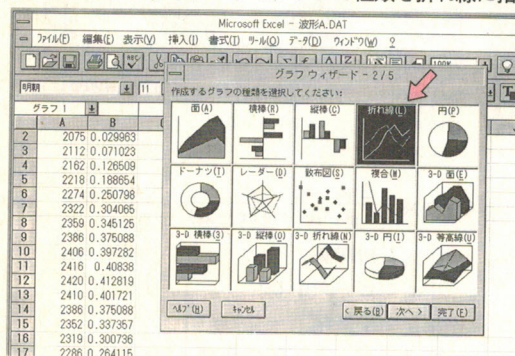 Microsoft Excel - 波形A.DAT
ファイル(F) 編集(E) 表示(V) 挿入(I) 書式(T) ツール(O) データ(D) ウィンドウ(W) ?
100%
明朝
11
グラフ 1
グラフ ウィザード - 2/5
作成するグラフの種類を選択してください:
面(A) 横棒(R) 縦棒(C) 折れ線(L) 円(P)
ドーナツ(T) レーダー(D) 散布図(S) 複合(M) 3-D 面(E)
3-D 横棒(3) 3-D 縦棒(O) 3-D 折れ線(N) 3-D 円(I) 3-D 等高線(U)
ヘルプ(H) キャンセル < 戻る(B) 次へ > 完了(F)
A B
2 2075 0.029963
3 2112 0.071023
4 2162 0.126509
5 2218 0.188654
6 2274 0.250798
7 2322 0.304065
8 2359 0.345125
9 2386 0.375088
10 2406 0.397282
11 2416 0.40838
12 2420 0.412819
13 2410 0.401721
14 2386 0.375088
15 2352 0.337357
16 2319 0.300736
17 2286 0.264115